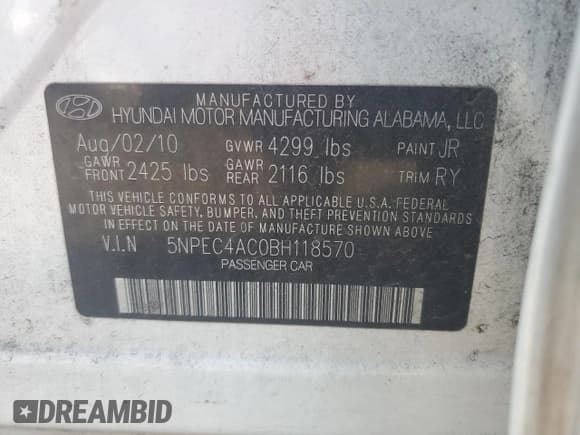 MANUFACTURED BY
HYUNDAI MOTOR MANUFACTURING ALABAMA, LLC
Aug/02/10 GVWR 4299 lbs PAINT JR
GAWR FRONT 2425 lbs GAWR REAR 2116 lbs TRIM RY
THIS VEHICLE CONFORMS TO ALL APPLICABLE U.S.A. FEDERAL
MOTOR VEHICLE SAFETY, BUMPER, AND THEFT PREVENTION STANDARDS
IN EFFECT ON THE DATE OF MANUFACTURE SHOWN ABOVE.
V.I.N 5NPEC4AC0BH118570
PASSENGER CAR
DREAMBID